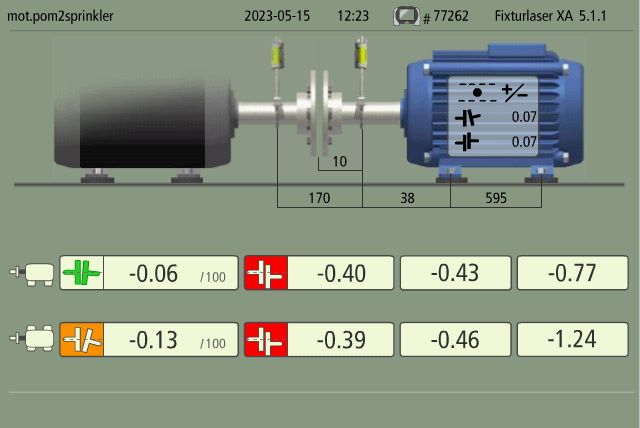 mot.pom2sprinkler 2023-05-15 12:23 # 77262 Fixturlaser XA 5.1.1
+/-
0.07
0.07
10
170 38 595
-0.06 /100 -0.40 -0.43 -0.77
-0.13 /100 -0.39 -0.46 -1.24